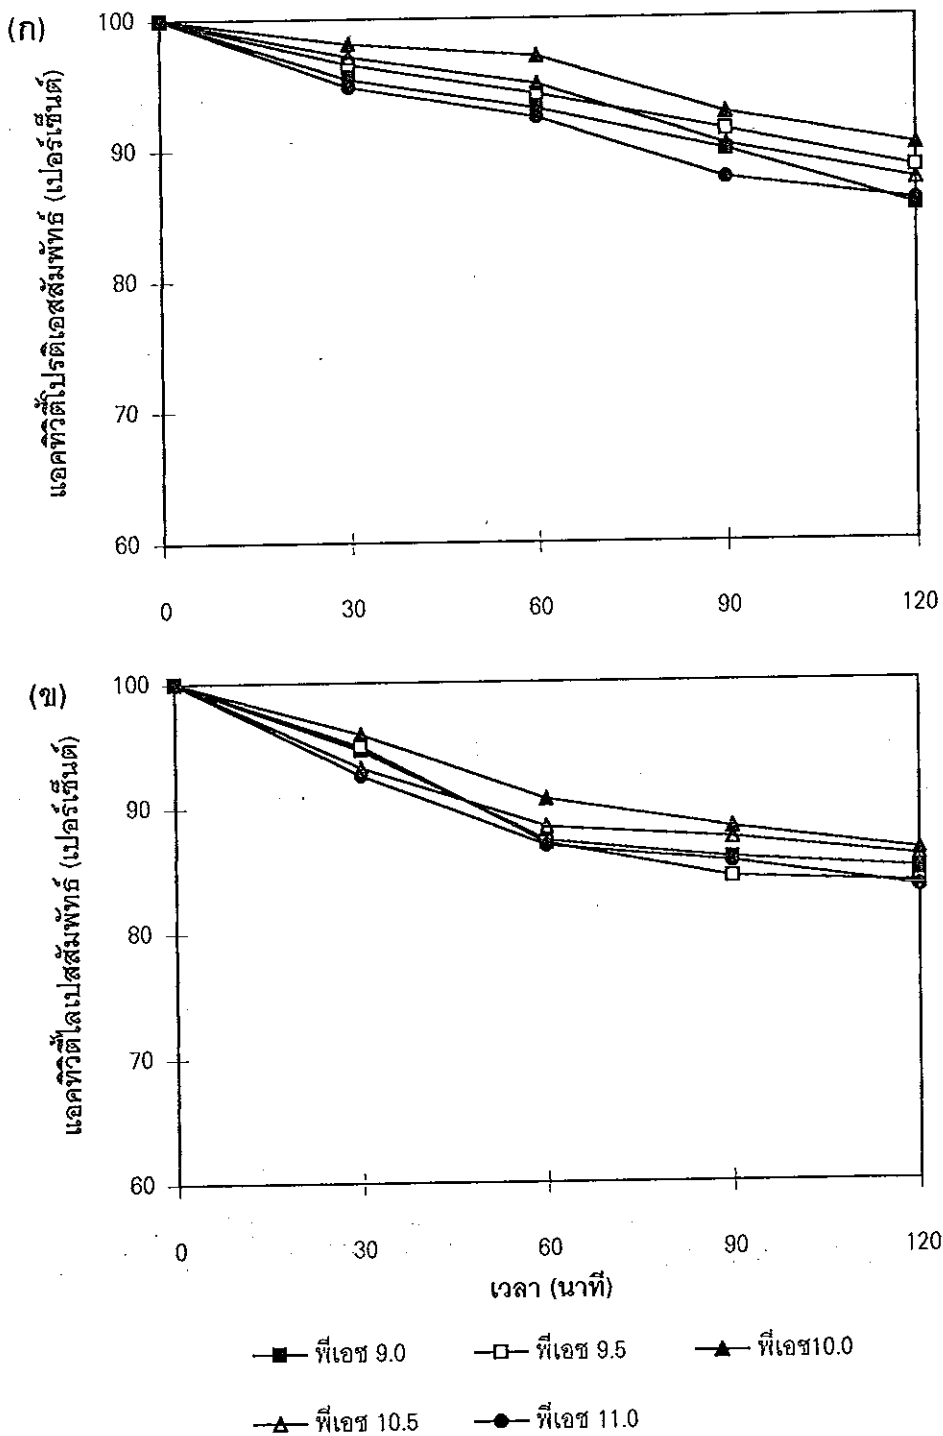 (ก)
แอคทิวิตี้โปรติเอสสัมพัทธ์ (เปอร์เซ็นต์)
100
90
80
70
60
0 30 60 90 120
(ข)
แอคทิวิตี้ไลเปสสัมพัทธ์ (เปอร์เซ็นต์)
100
90
80
70
60
0 30 60 90 120
เวลา (นาที)
พีเอช 9.0 พีเอช 9.5 พีเอช10.0
พีเอช 10.5 พีเอช 11.0